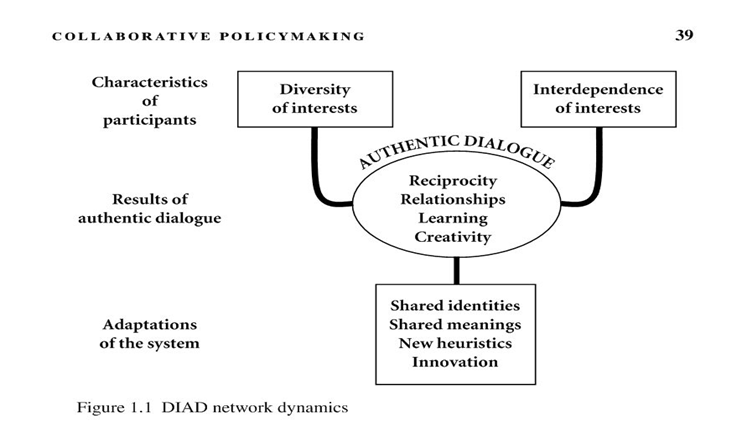 COLLABORATIVE POLICYMAKING 39
Characteristics
of
participants
Diversity
of interests
Interdependence
of interests
AUTHENTIC DIALOGUE
Results of
authentic dialogue
Reciprocity
Relationships
Learning
Creativity
Adaptations
of the system
Shared identities
Shared meanings
New heuristics
Innovation
Figure 1.1 DIAD network dynamics